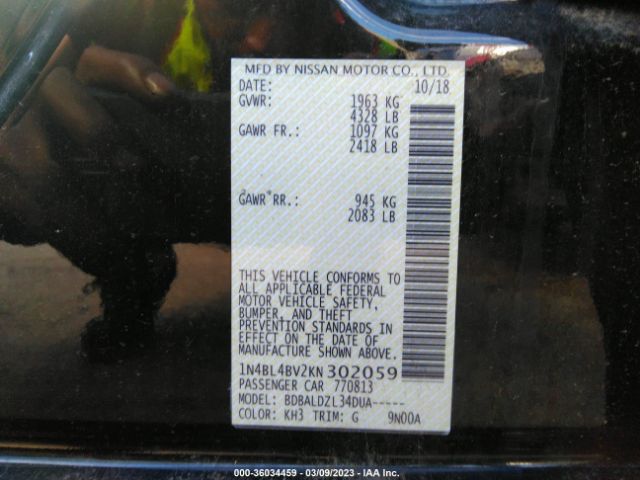 MFD BY NISSAN MOTOR CO., LTD.
DATE: 10/18
GVWR: 1963 KG
4328 LB
GAWR FR.: 1097 KG
2418 LB
GAWR RR.: 945 KG
2083 LB
THIS VEHICLE CONFORMS TO
ALL APPLICABLE FEDERAL
MOTOR VEHICLE SAFETY,
BUMPER, AND THEFT
PREVENTION STANDARDS IN
EFFECT ON THE DATE OF
MANUFACTURE SHOWN ABOVE.
1N4BL4BV2KN302059
PASSENGER CAR 770813
MODEL: BDBALDZL34DUA-----
COLOR: KH3 TRIM: G 9N00A
000-36034459 - 03/09/2023 - IAA Inc.